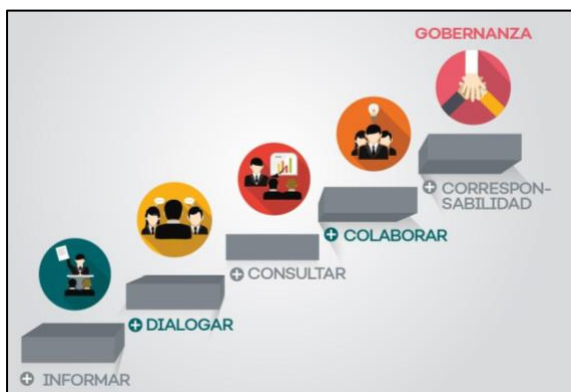 GOBERNANZA
+ CORRESPON-
SABILIDAD
+ COLABORAR
+ CONSULTAR
+ DIALOGAR
+ INFORMAR